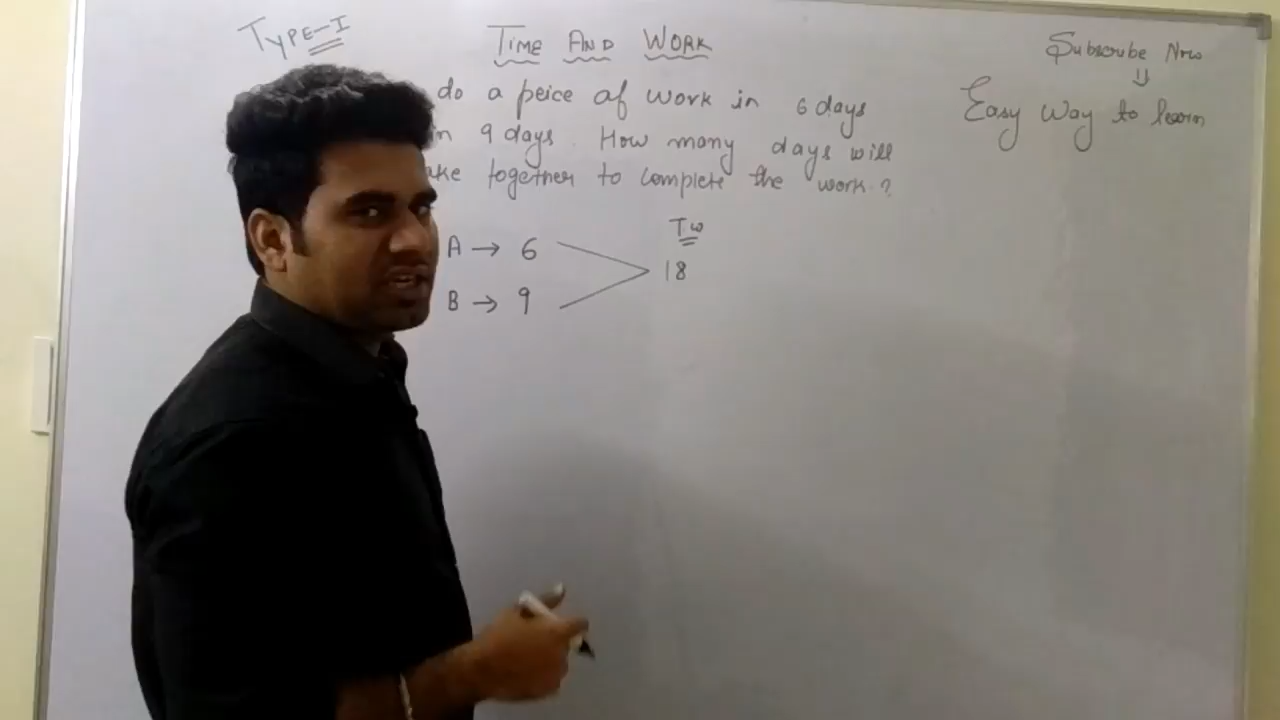 TYPE-I
TIME AND WORK
Subscribe Now
Easy way to learn
do a peice of work in 6 days
in 9 days. How many days will
ake together to complete the work?
A → 6
B → 9
TW
18